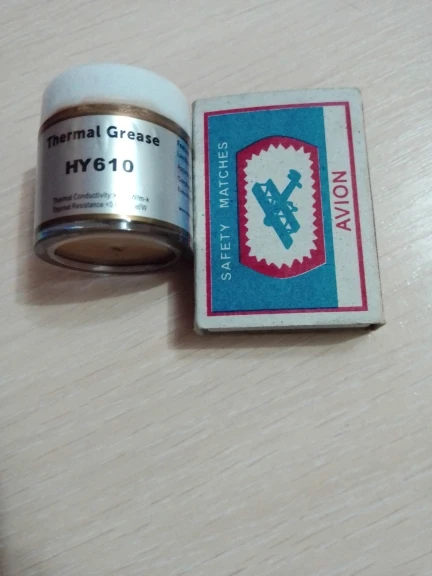 Thermal Grease
HY610
Thermal Conductivity
Thermal Resistance
SAFETY MATCHES
AVION